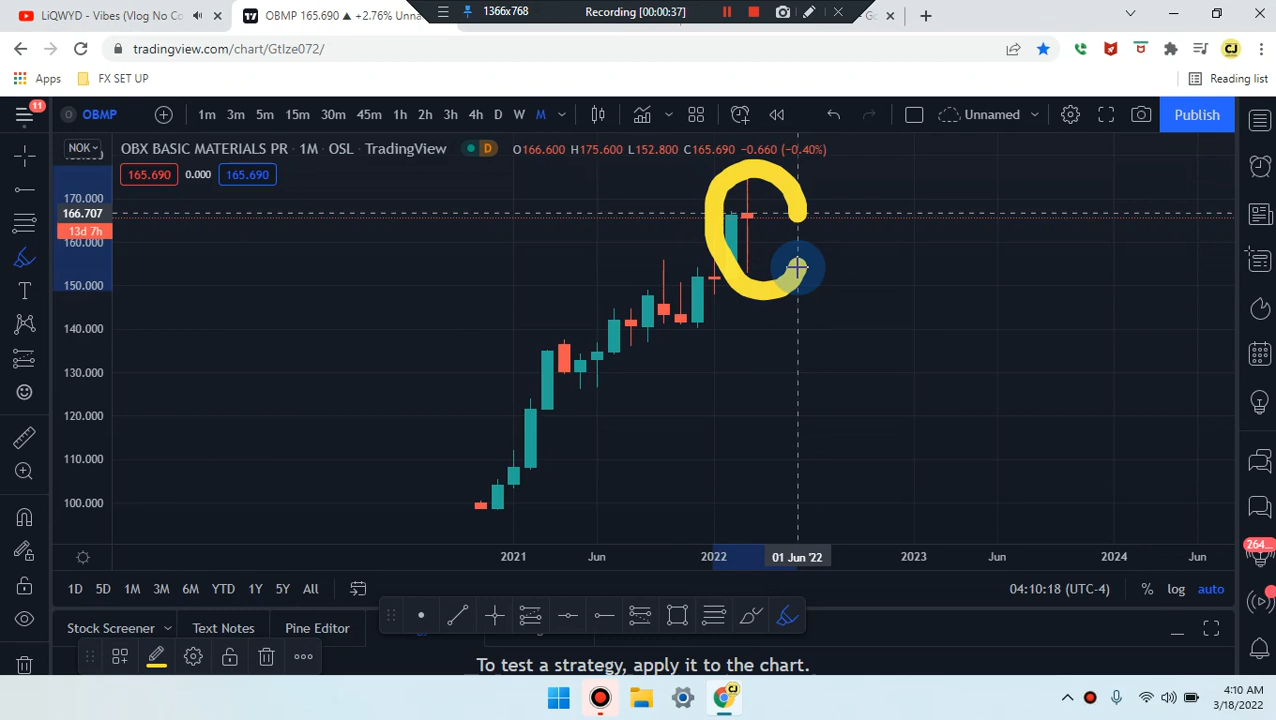 LiQWYD - Vibes (Vlog No C
OBMP 165.690 ▲ +2.76% Unna
1366x768
Recording [00:00:37]
tradingview.com/chart/GtIze072/
Apps
FX SET UP
Reading list
11
OBMP
1m 3m 5m 15m 30m 45m 1h 2h 3h 4h D W M
Unnamed
Publish
NOK
OBX BASIC MATERIALS PR · 1M · OSL · TradingView
D
O166.600 H175.600 L152.800 C165.690 −0.660 (−0.40%)
165.690 0.000 165.690
170.000
166.707
13d 7h
160.000
150.000
140.000
130.000
120.000
110.000
100.000
2021 Jun 2022 01 Jun '22 2023 Jun 2024 Jun
264...
1D 5D 1M 3M 6M YTD 1Y 5Y All
04:10:18 (UTC-4)
% log auto
Stock Screener
Text Notes
Pine Editor
To test a strategy, apply it to the chart.
CJ
4:10 AM
3/18/2022